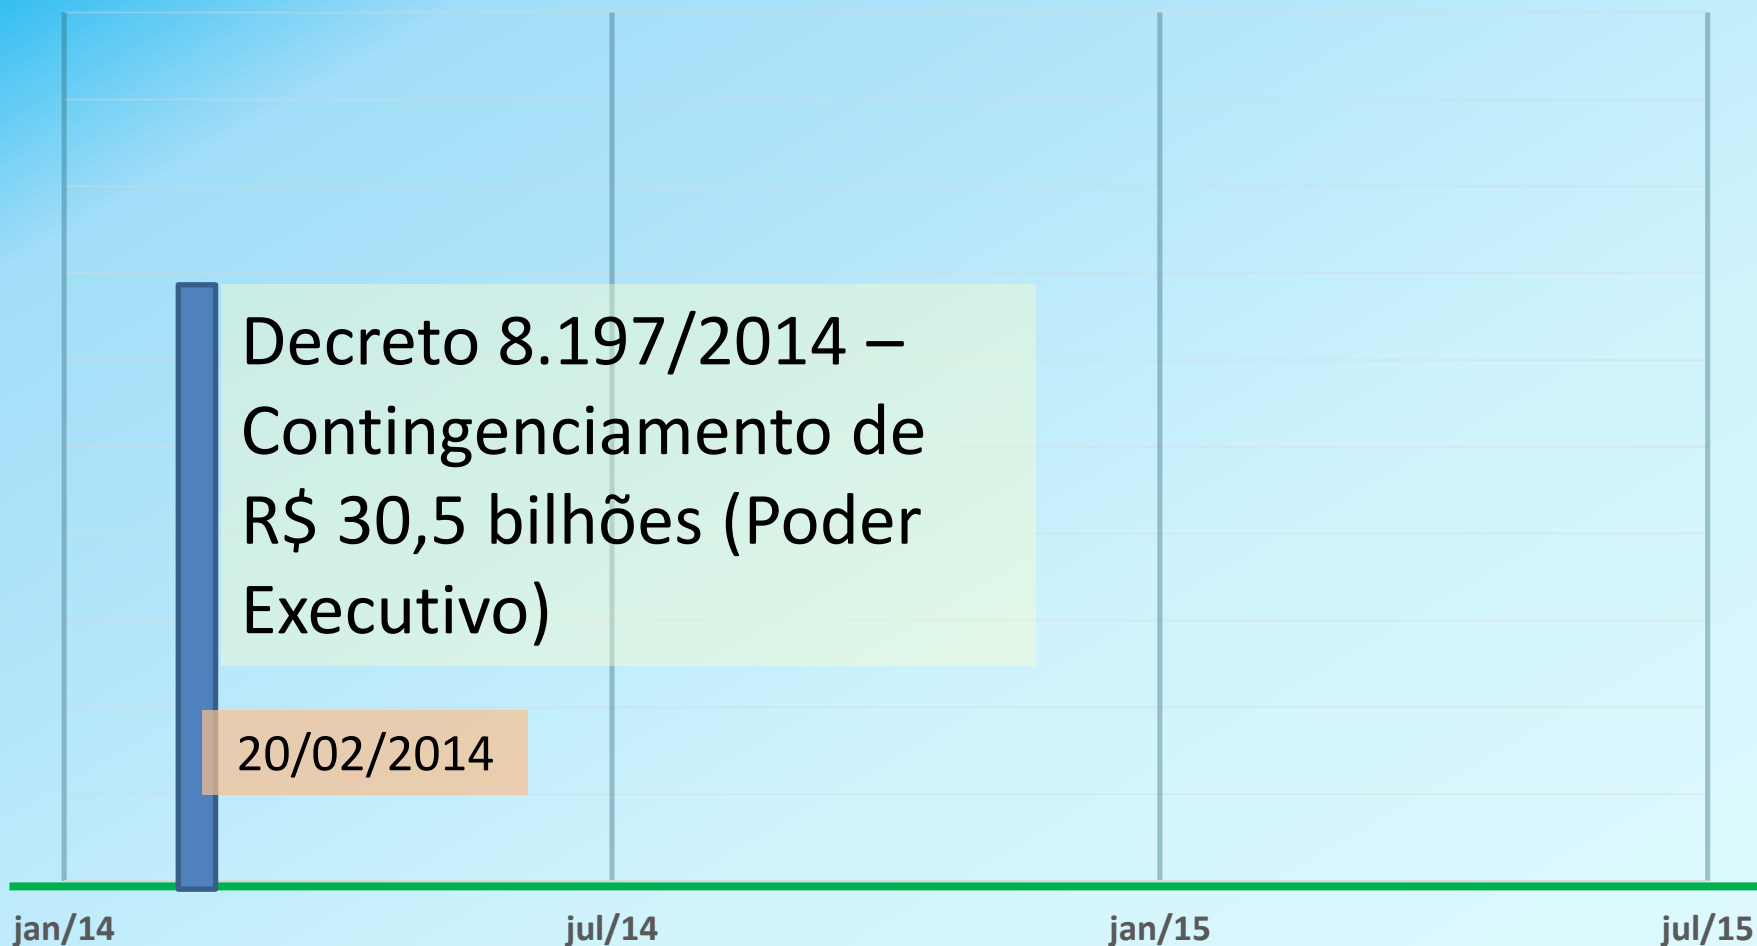 Decreto 8.197/2014 –
Contingenciamento de
R$ 30,5 bilhões (Poder
Executivo)
20/02/2014
jan/14
jul/14
jan/15
jul/15